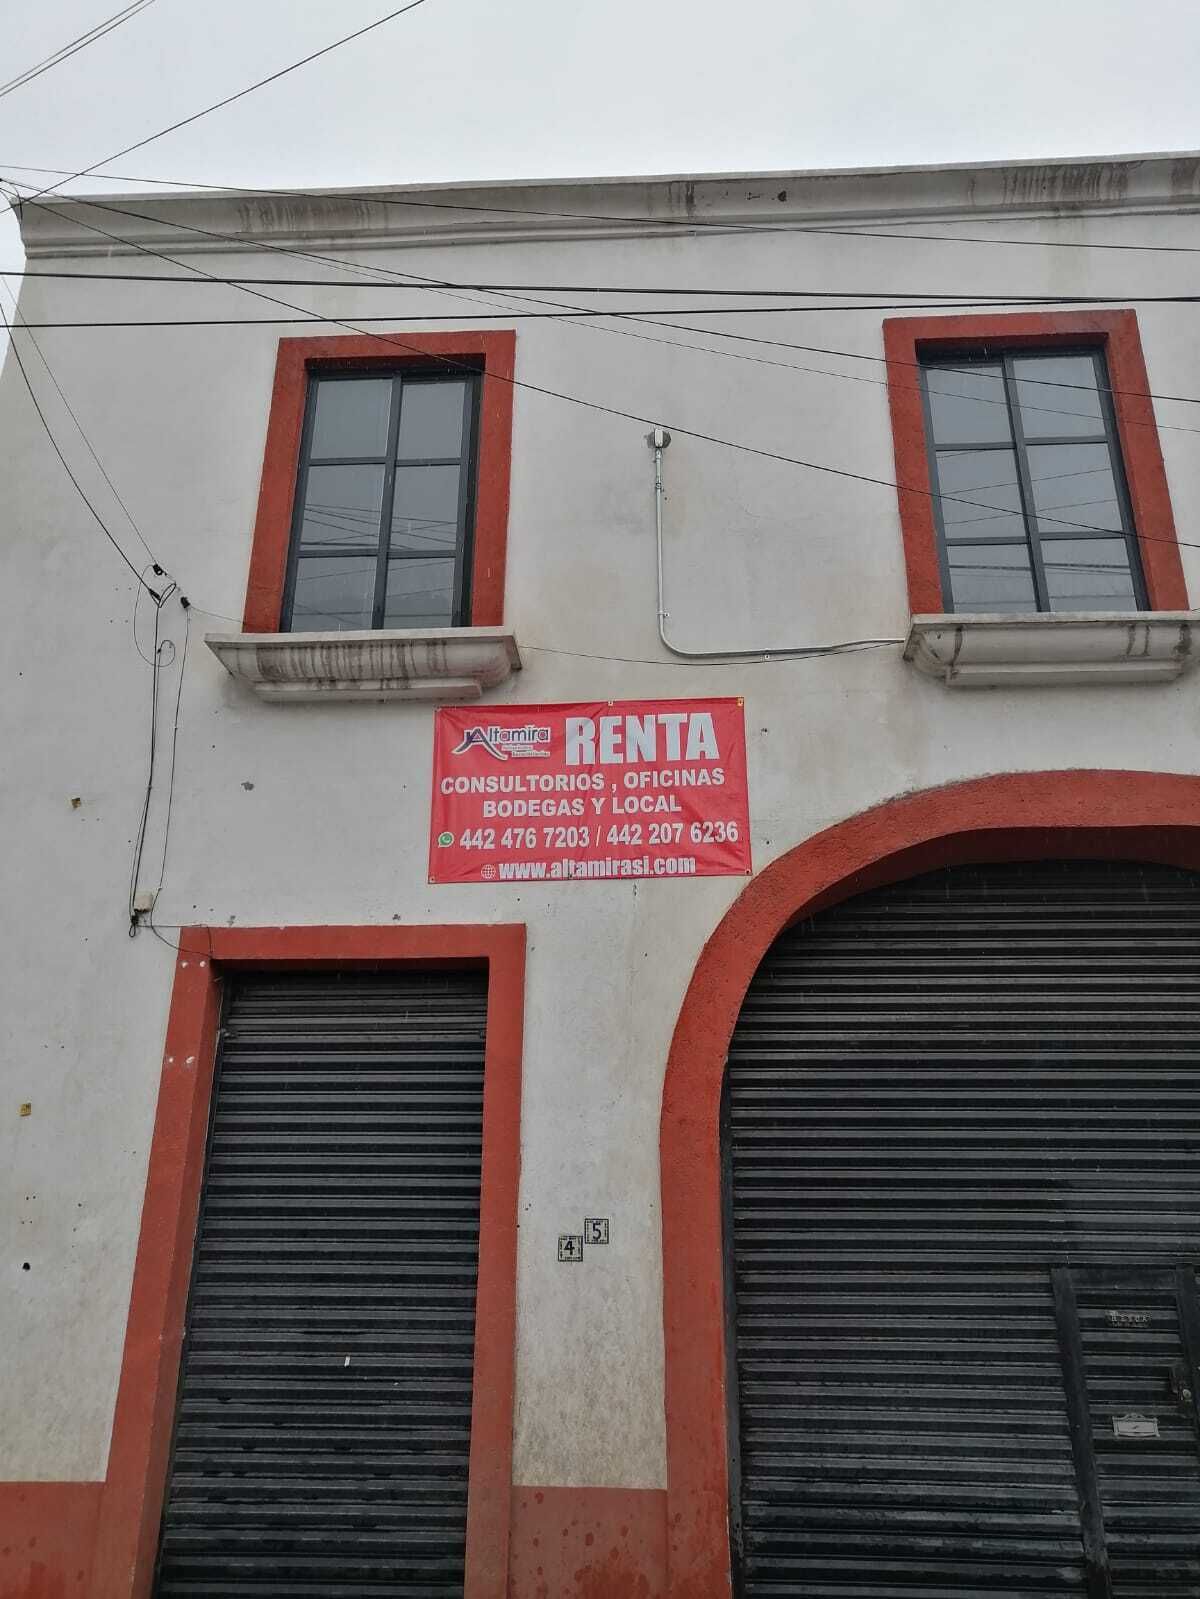 Altamira
RENTA
CONSULTORIOS , OFICINAS
BODEGAS Y LOCAL
442 476 7203 / 442 207 6236
www.altamirasi.com
4 5